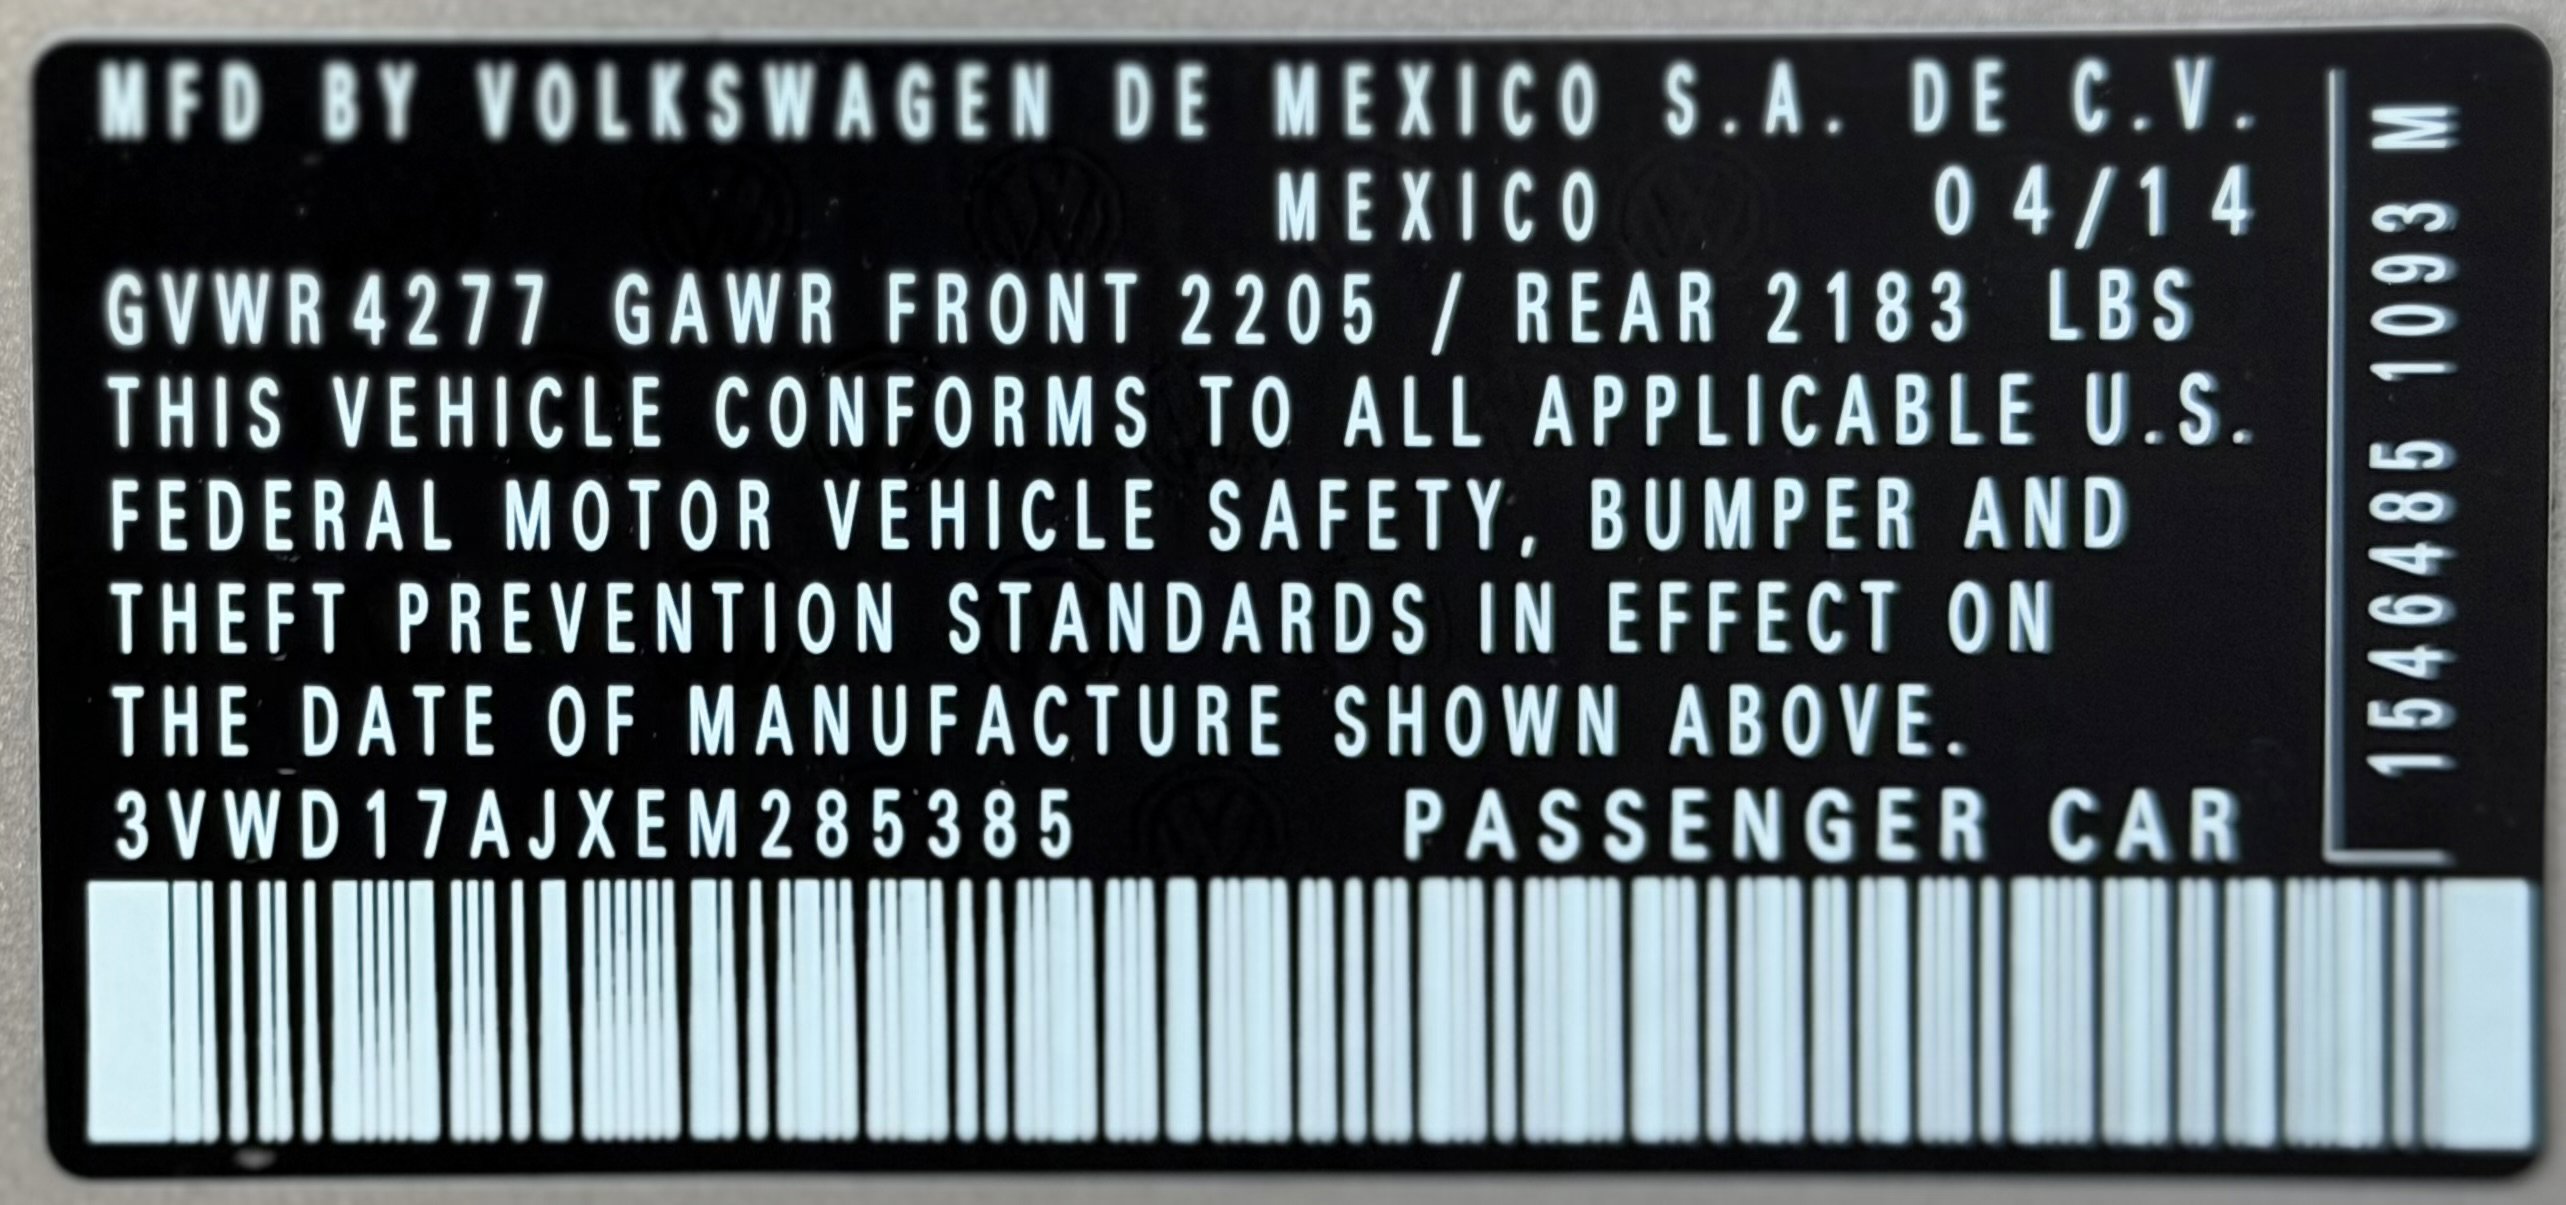 MFD BY VOLKSWAGEN DE MEXICO S.A. DE C.V.
MEXICO 04/14
GVWR 4277 GAWR FRONT 2205 / REAR 2183 LBS
THIS VEHICLE CONFORMS TO ALL APPLICABLE U.S.
FEDERAL MOTOR VEHICLE SAFETY, BUMPER AND
THEFT PREVENTION STANDARDS IN EFFECT ON
THE DATE OF MANUFACTURE SHOWN ABOVE.
3VWD17AJXEM285385 PASSENGER CAR
1546485 1093 M